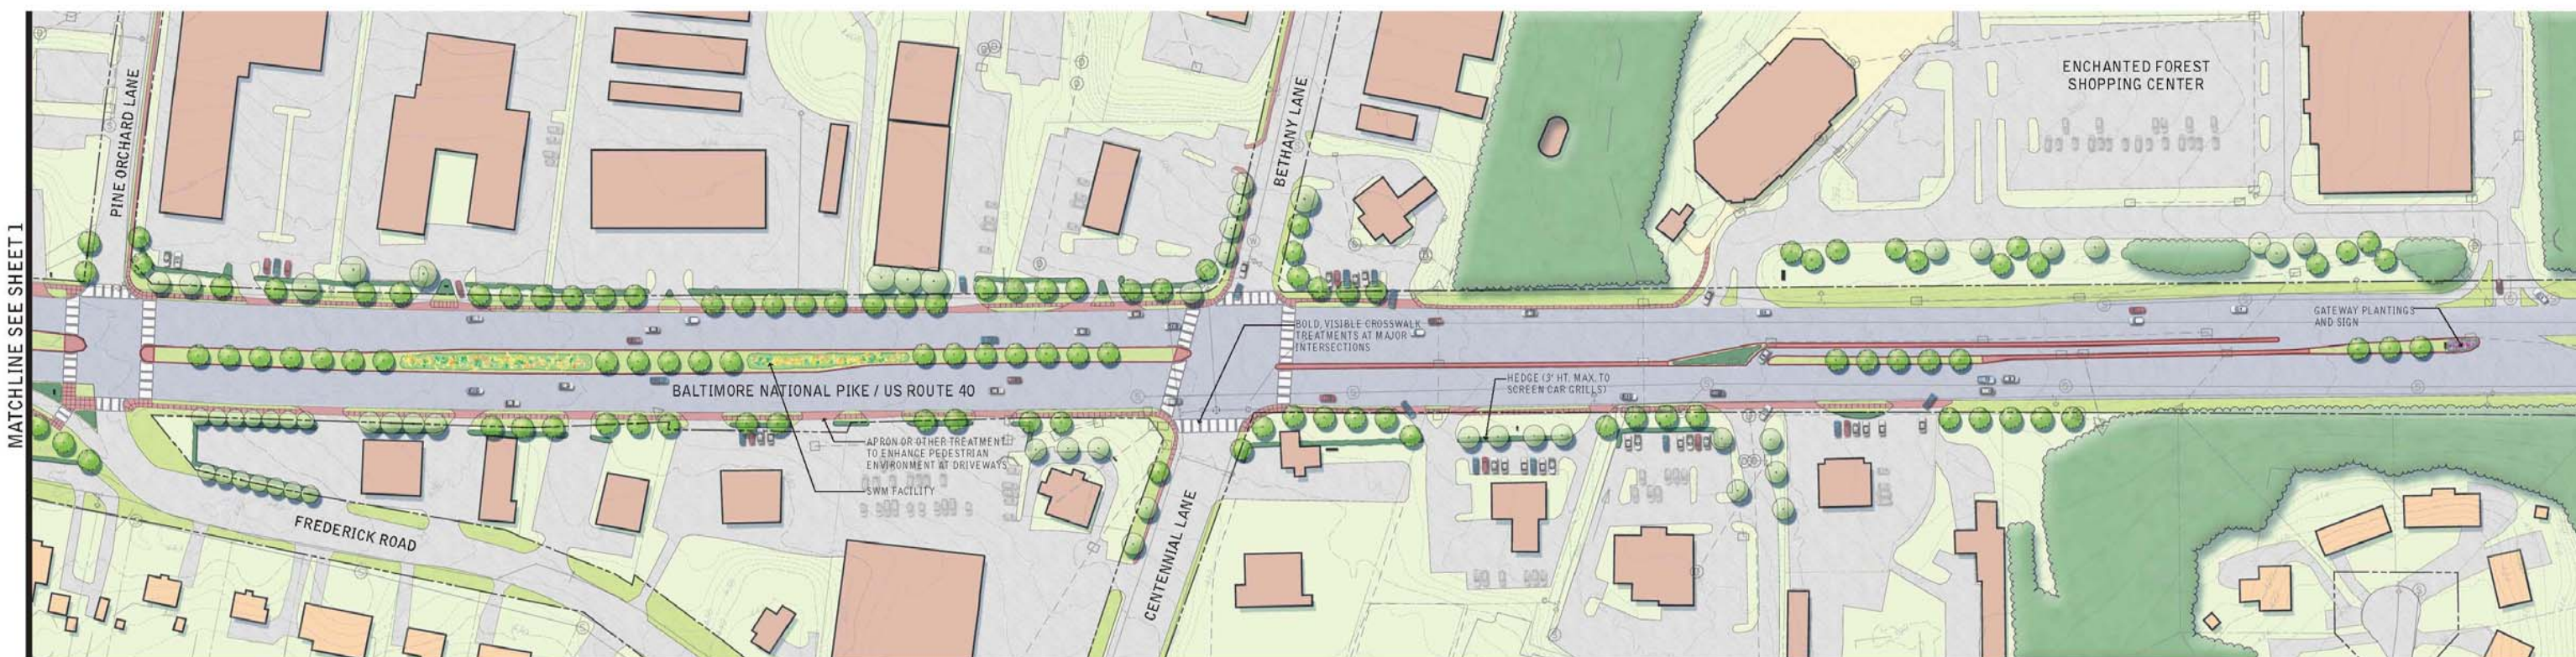 MATCHLINE SEE SHEET 1
PINE ORCHARD LANE
BETHANY LANE
ENCHANTED FOREST
SHOPPING CENTER
GATEWAY PLANTINGS
AND SIGN
BOLD, VISIBLE CROSSWALK
TREATMENTS AT MAJOR
INTERSECTIONS
BALTIMORE NATIONAL PIKE / US ROUTE 40
HEDGE (3' HT. MAX. TO
SCREEN CAR GRILLS)
APRON OR OTHER TREATMENT
TO ENHANCE PEDESTRIAN
ENVIRONMENT AT DRIVEWAYS
SWM FACILITY
FREDERICK ROAD
CENTENNIAL LANE